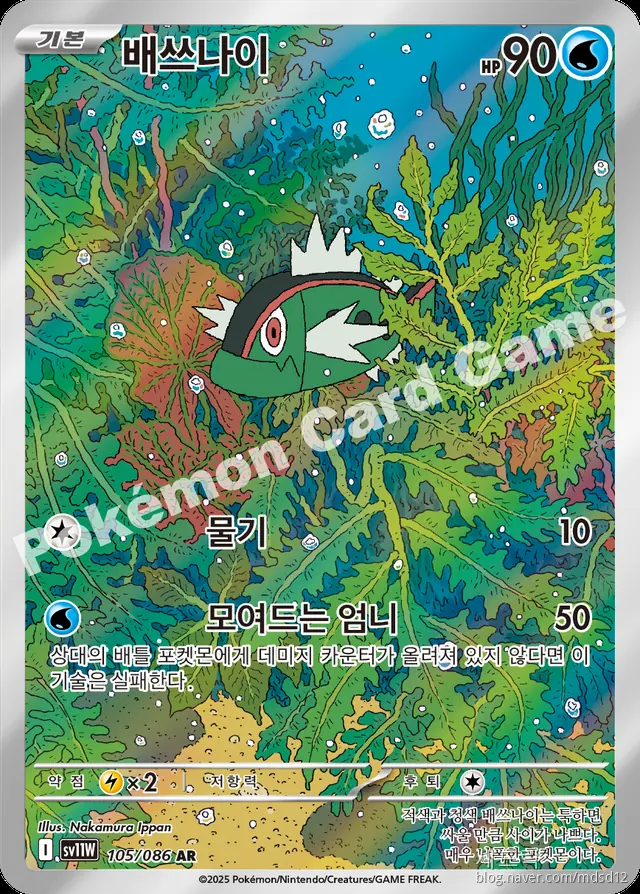 기본
배쓰나이
HP 90
Pokémon Card Game
물기 10
모여드는 엄니 50
상대의 배틀 포켓몬에게 데미지 카운터가 올려져 있지 않다면 이
기술은 실패한다.
약점 ×2 저항력 후퇴
적색과 청색 배쓰나이는 툭하면
싸울 만큼 사이가 나쁘다.
매우 난폭한 포켓몬이다.
Illus. Nakamura Ippan
I sv11W 105/086 AR
©2025 Pokémon/Nintendo/Creatures/GAME FREAK.
blog.naver.com/mdsd12